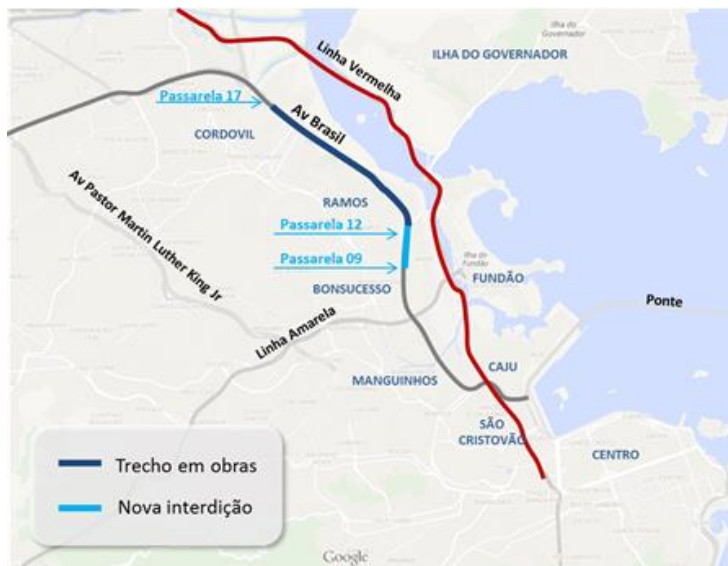 Ilha do
Governador
Linha Vermelha
ILHA DO GOVERNADOR
Passarela 17
Av Brasil
CORDOVIL
Av Pastor Martin Luther King Jr
RAMOS
Passarela 12
Ilha do
Fundão
Passarela 09
FUNDÃO
BONSUCESSO
Ponte
Linha Amarela
CAJU
MANGUINHOS
SÃO
CRISTOVÃO
CENTRO
Trecho em obras
Nova interdição
Google